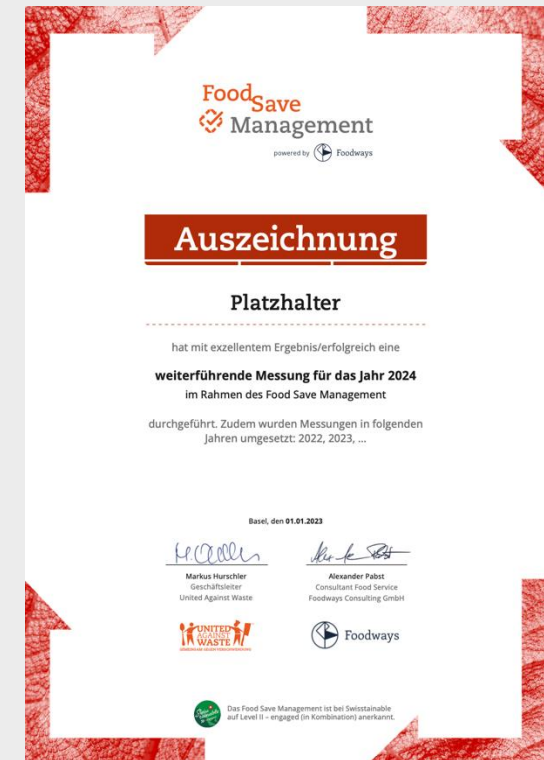 Food Save
Management
powered by Foodways
Auszeichnung
Platzhalter
hat mit exzellentem Ergebnis/erfolgreich eine
weiterführende Messung für das Jahr 2024
im Rahmen des Food Save Management
durchgeführt. Zudem wurden Messungen in folgenden
Jahren umgesetzt: 2022, 2023, ...
Basel, den 01.01.2023
Markus Hurschler
Geschäftsleiter
United Against Waste
Alexander Pabst
Consultant Food Service
Foodways Consulting GmbH
UNITED
AGAINST
WASTE
Foodways
Das Food Save Management ist bei Swisstainable
auf Level II – engaged (in Kombination) anerkannt.